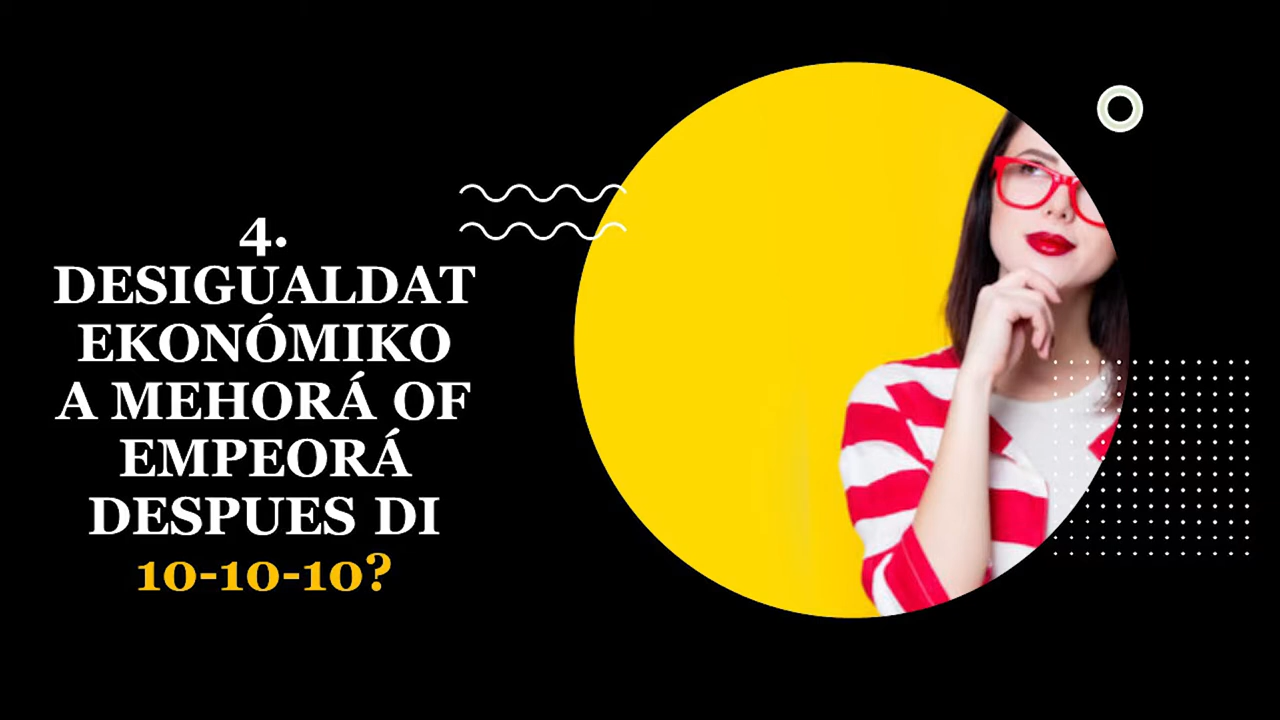 4.
DESIGUALDAT
EKONÓMIKO
A MEHORÁ OF
EMPEORÁ
DESPUES DI
10-10-10?